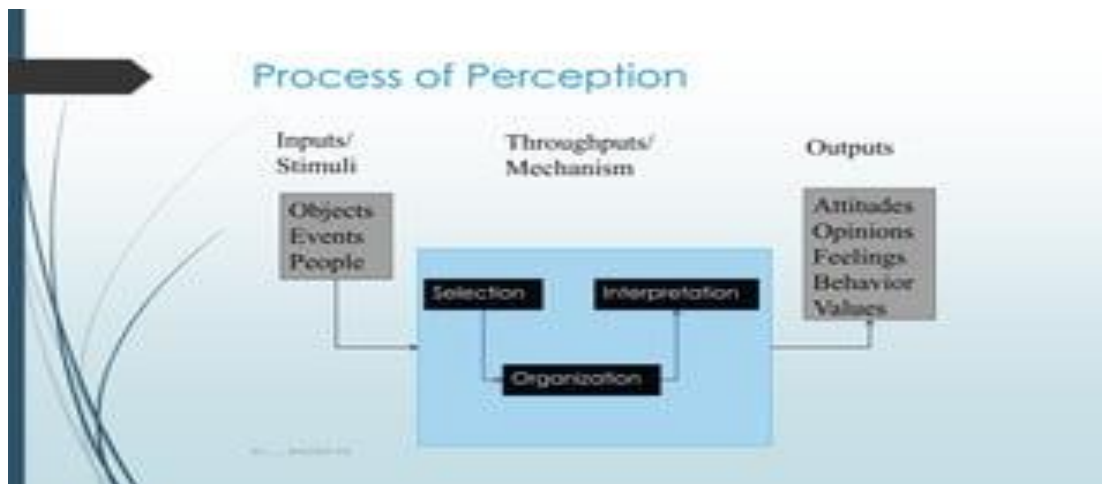 Process of Perception
Inputs/
Stimuli
Throughputs/
Mechanism
Outputs
Objects
Events
People
Attitudes
Opinions
Feelings
Behavior
Values
Selection
Interpretation
Organization